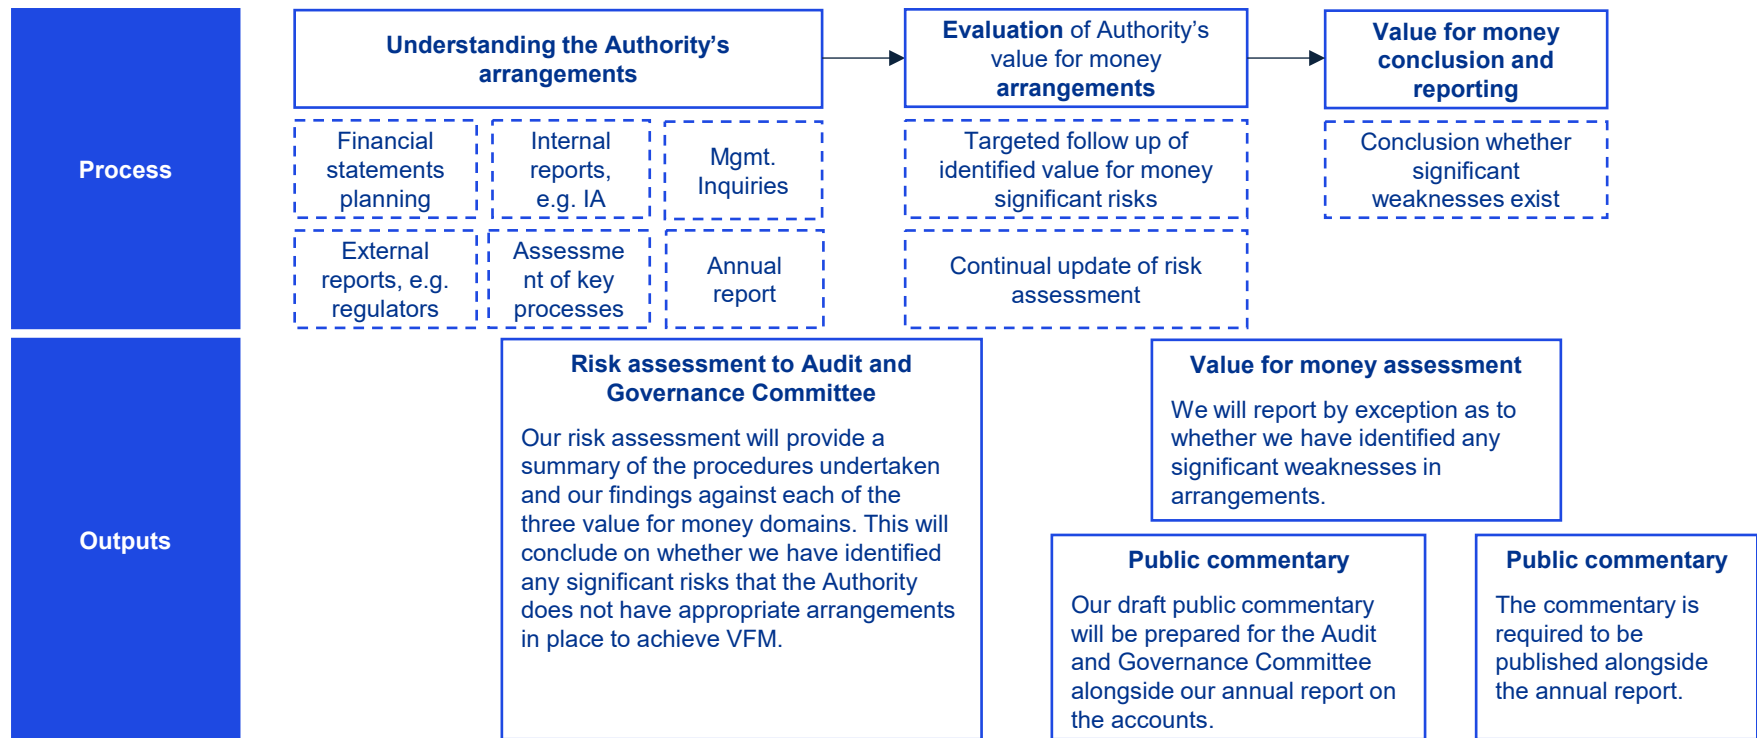 Process
Understanding the Authority’s
arrangements
Evaluation of Authority’s
value for money
arrangements
Value for money
conclusion and
reporting
Financial
statements
planning
Internal
reports,
e.g. IA
Mgmt.
Inquiries
Targeted follow up of
identified value for money
significant risks
Conclusion whether
significant
weaknesses exist
External
reports, e.g.
regulators
Assessme
nt of key
processes
Annual
report
Continual update of risk
assessment
Outputs
Risk assessment to Audit and
Governance Committee
Our risk assessment will provide a
summary of the procedures undertaken
and our findings against each of the
three value for money domains. This will
conclude on whether we have identified
any significant risks that the Authority
does not have appropriate arrangements
in place to achieve VFM.
Value for money assessment
We will report by exception as to
whether we have identified any
significant weaknesses in
arrangements.
Public commentary
Our draft public commentary
will be prepared for the Audit
and Governance Committee
alongside our annual report on
the accounts.
Public commentary
The commentary is
required to be
published alongside
the annual report.